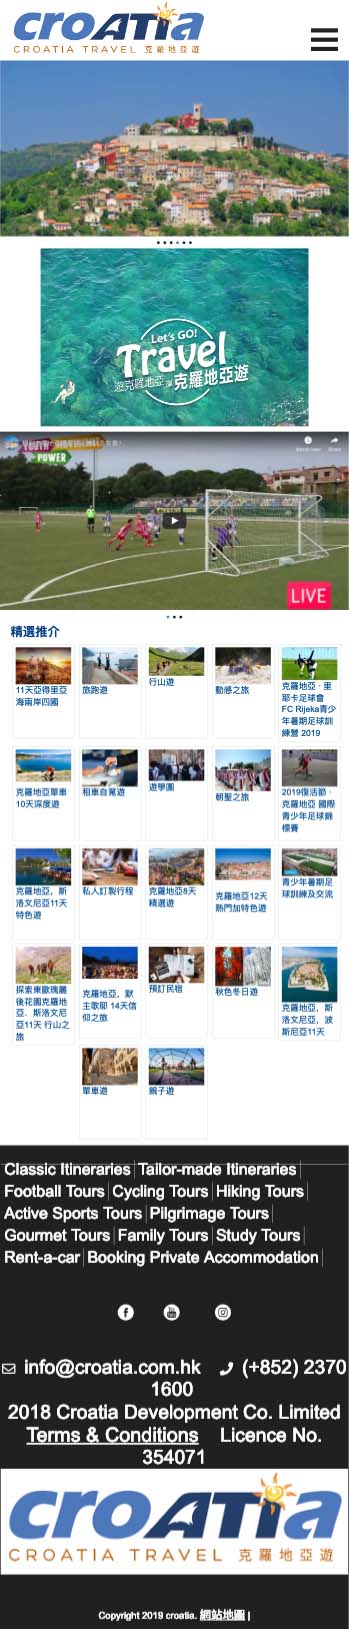 croatia
CROATIA TRAVEL 克羅地亞遊
Let's GO!
Travel
遊克羅地亞
克羅地亞遊
YOUTH
POWER
LIVE
精選推介
11天亞得里亞
海兩岸四國
旅跑遊
行山遊
動感之旅
克羅地亞 · 里
耶卡足球會
FC Rijeka青少
年暑期足球訓
練營 2019
克羅地亞單車
10天深度遊
租車自駕遊
遊學團
朝聖之旅
2019復活節 ·
克羅地亞 國際
青少年足球錦
標賽
克羅地亞，斯
洛文尼亞11天
特色遊
私人訂製行程
克羅地亞8天
精選遊
克羅地亞12天
熱門加特色遊
青少年暑期足
球訓練及交流
探索東歐瑰麗
後花園克羅地
亞．斯洛文尼
亞11天 行山之
旅
克羅地亞，默
主歌耶 14天信
仰之旅
預訂民宿
秋色冬日遊
克羅地亞，斯
洛文尼亞，波
斯尼亞11天
單車遊
親子遊
Classic Itineraries Tailor-made Itineraries
Football Tours Cycling Tours Hiking Tours
Active Sports Tours Pilgrimage Tours
Gourmet Tours Family Tours Study Tours
Rent-a-car Booking Private Accommodation
info@croatia.com.hk (+852) 2370
1600
2018 Croatia Development Co. Limited
Terms & Conditions Licence No.
354071
croatia
CROATIA TRAVEL 克羅地亞遊
Copyright 2019 croatia. 網站地圖 |